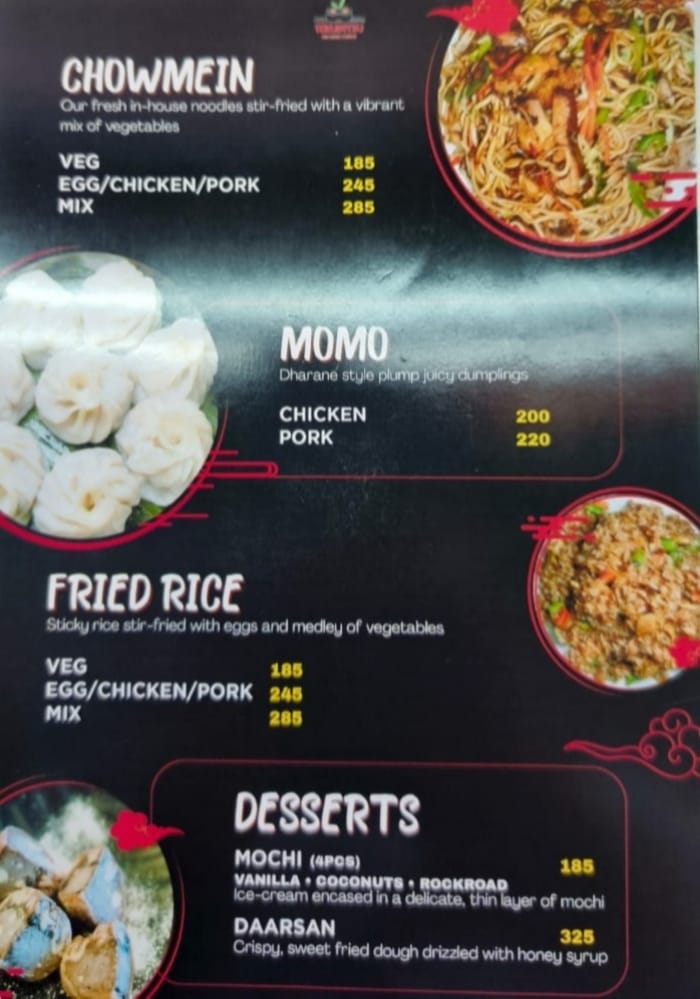 CHOWMEIN
Our fresh in-house noodles stir-fried with a vibrant
mix of vegetables
VEG 185
EGG/CHICKEN/PORK 245
MIX 285
MOMO
Dharane style plump juicy dumplings
CHICKEN 200
PORK 220
FRIED RICE
Sticky rice stir-fried with eggs and medley of vegetables
VEG 185
EGG/CHICKEN/PORK 245
MIX 285
DESSERTS
MOCHI (4PCS) 185
VANILLA • COCONUTS • ROCKROAD
Ice-cream encased in a delicate, thin layer of mochi
DAARSAN 325
Crispy, sweet fried dough drizzled with honey syrup